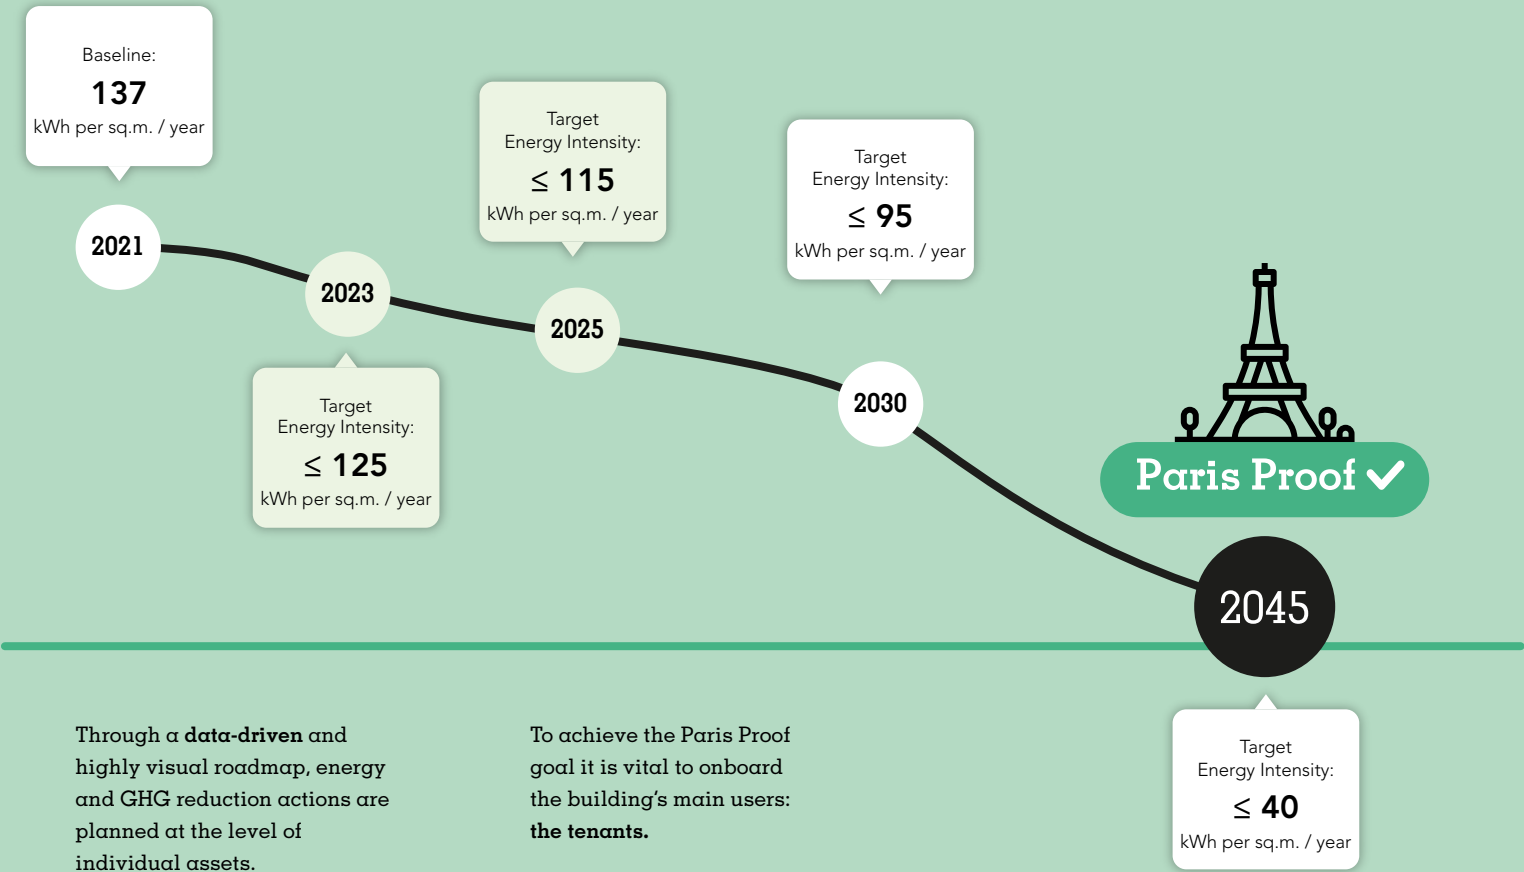 Baseline:
137
kWh per sq.m. / year
2021
2023
Target
Energy Intensity:
≤ 125
kWh per sq.m. / year
Target
Energy Intensity:
≤ 115
kWh per sq.m. / year
2025
Target
Energy Intensity:
≤ 95
kWh per sq.m. / year
2030
Paris Proof
2045
Target
Energy Intensity:
≤ 40
kWh per sq.m. / year
Through a data-driven and
highly visual roadmap, energy
and GHG reduction actions are
planned at the level of
individual assets.
To achieve the Paris Proof
goal it is vital to onboard
the building’s main users:
the tenants.